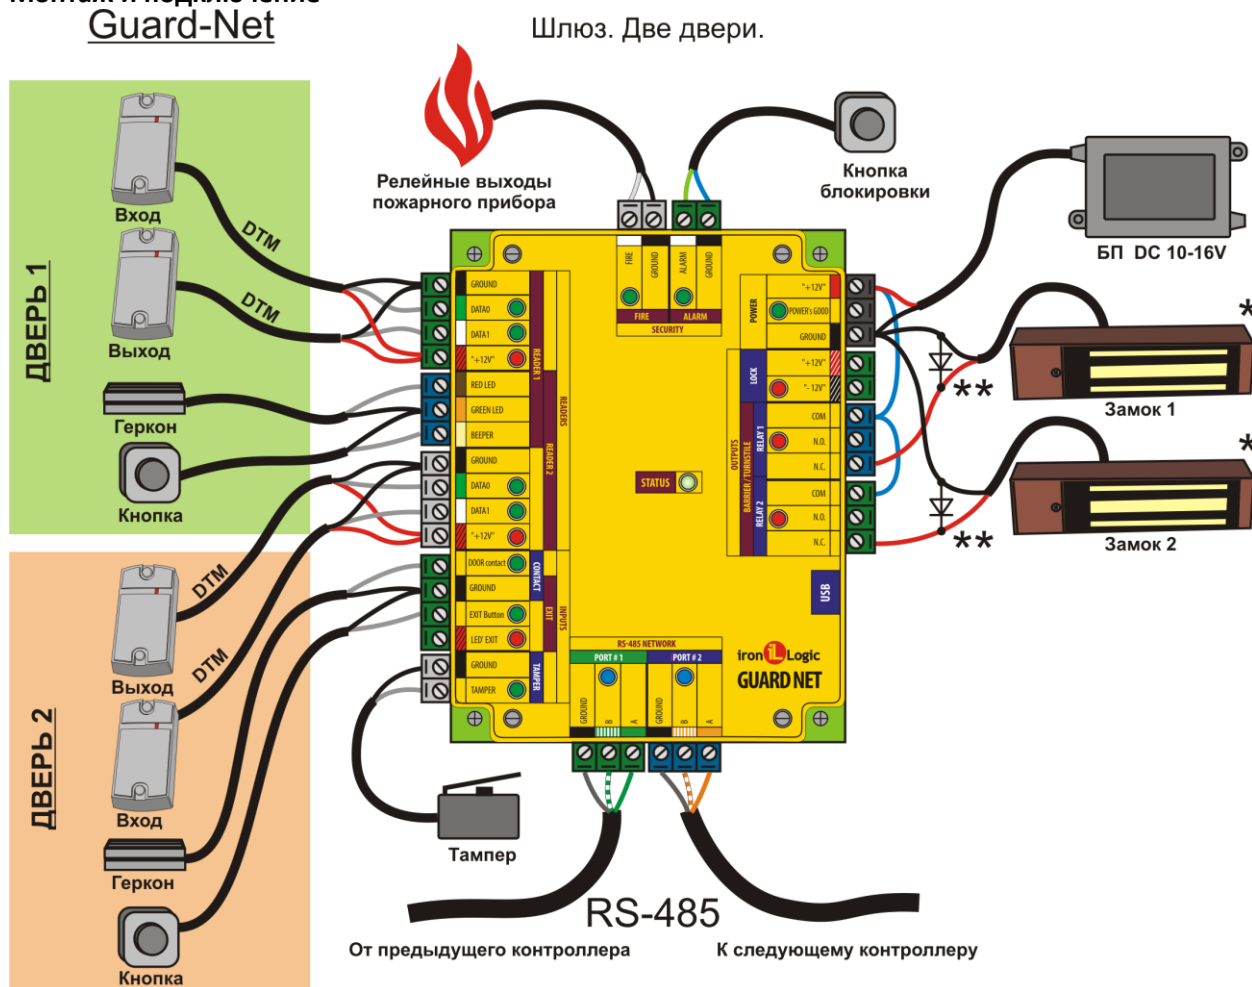 Монтаж и подключение
Guard-Net
Шлюз. Две двери.
ДВЕРЬ 1
Вход
DTM
Выход
DTM
Геркон
Кнопка
ДВЕРЬ 2
Выход
DTM
Вход
DTM
Геркон
Кнопка
Релейные выходы
пожарного прибора
Кнопка
блокировки
БП DC 10-16V
*
Замок 1
**
*
Замок 2
**
FIRE
GROUND
ALARM
GROUND
FIRE
ALARM
SECURITY
GROUND
DATA0
DATA1
"+12V"
RED LED
GREEN LED
BEEPER
GROUND
DATA0
DATA1
"+12V"
READER 1
READER 2
READERS
DOOR contact
GROUND
EXIT Button
LED' EXIT
GROUND
TAMPER
CONTACT
EXIT
TAMPER
INPUTS
STATUS
POWER
"+12V"
POWER'S GOOD
GROUND
LOCK
"+12V"
"-12V"
OUTPUTS
BARRIER / TURNSTILE
RELAY 1
COM
N.O.
N.C.
RELAY 2
COM
N.O.
N.C.
USB
RS-485 NETWORK
PORT # 1
PORT # 2
GROUND
B
A
GROUND
B
A
iron iL Logic
GUARD NET
Тампер
RS-485
От предыдущего контроллера
К следующему контроллеру